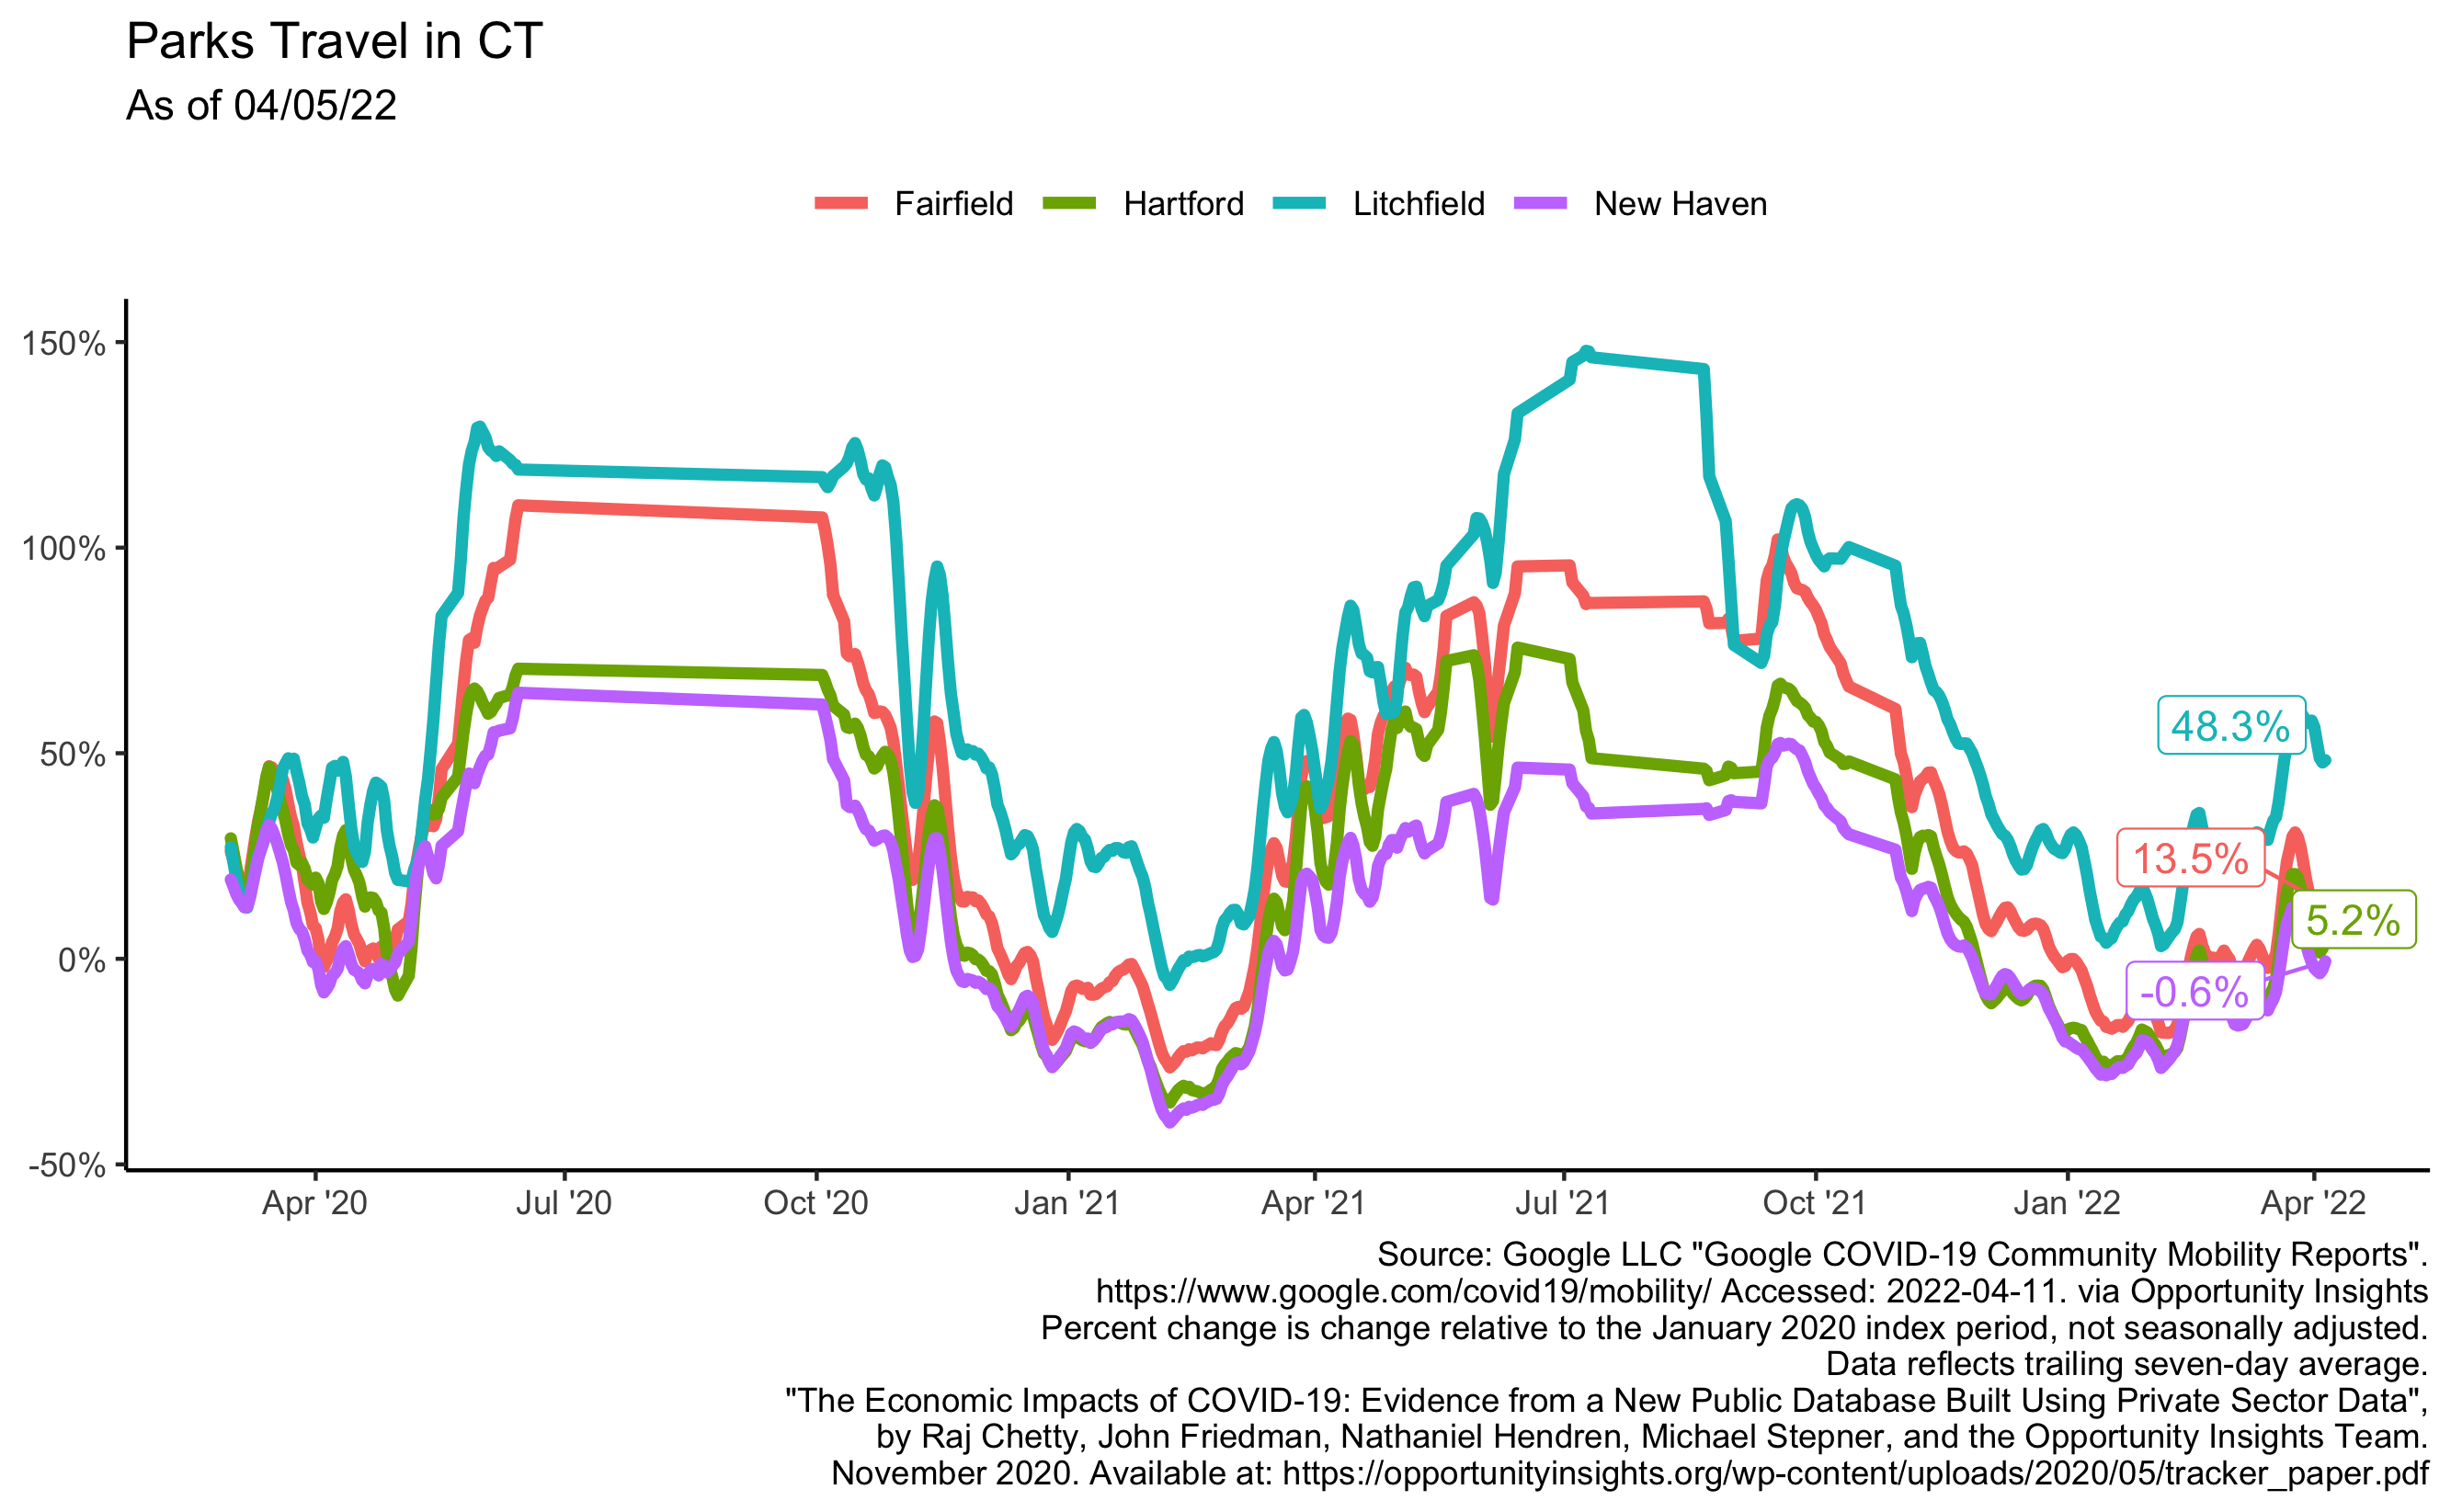 Parks Travel in CT
As of 04/05/22
Fairfield Hartford Litchfield New Haven
150%
100%
50%
0%
-50%
48.3%
13.5%
5.2%
-0.6%
Apr '20 Jul '20 Oct '20 Jan '21 Apr '21 Jul '21 Oct '21 Jan '22 Apr '22
Source: Google LLC "Google COVID-19 Community Mobility Reports".
https://www.google.com/covid19/mobility/ Accessed: 2022-04-11. via Opportunity Insights
Percent change is change relative to the January 2020 index period, not seasonally adjusted.
Data reflects trailing seven-day average.
"The Economic Impacts of COVID-19: Evidence from a New Public Database Built Using Private Sector Data",
by Raj Chetty, John Friedman, Nathaniel Hendren, Michael Stepner, and the Opportunity Insights Team.
November 2020. Available at: https://opportunityinsights.org/wp-content/uploads/2020/05/tracker_paper.pdf